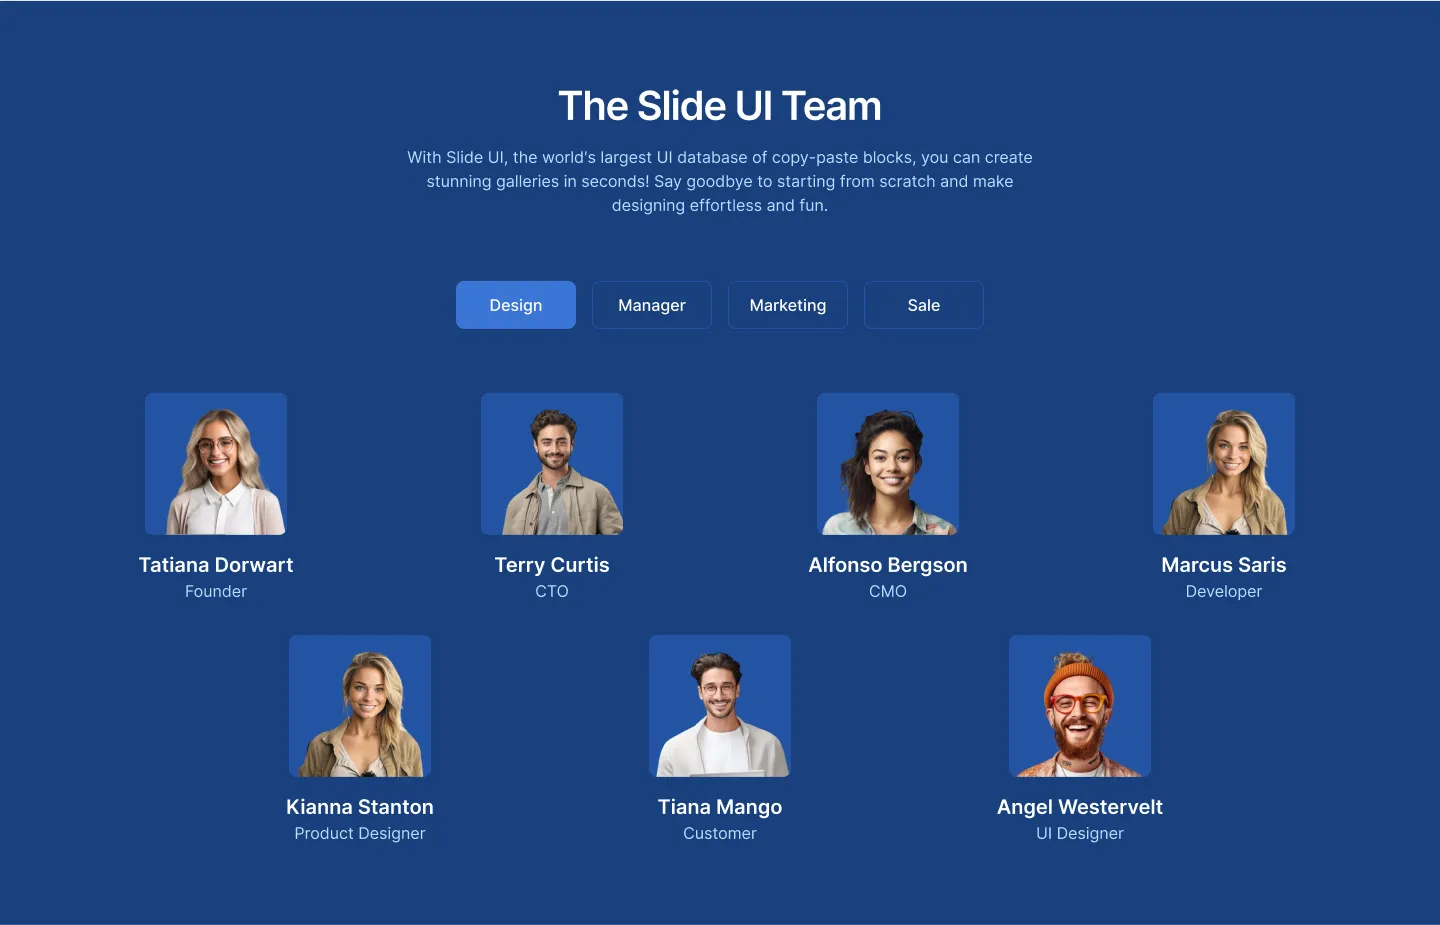 The Slide UI Team
With Slide UI, the world's largest UI database of copy-paste blocks, you can create
stunning galleries in seconds! Say goodbye to starting from scratch and make
designing effortless and fun.
Design
Manager
Marketing
Sale
Tatiana Dorwart
Founder
Terry Curtis
CTO
Alfonso Bergson
CMO
Marcus Saris
Developer
Kianna Stanton
Product Designer
Tiana Mango
Customer
Angel Westervelt
UI Designer